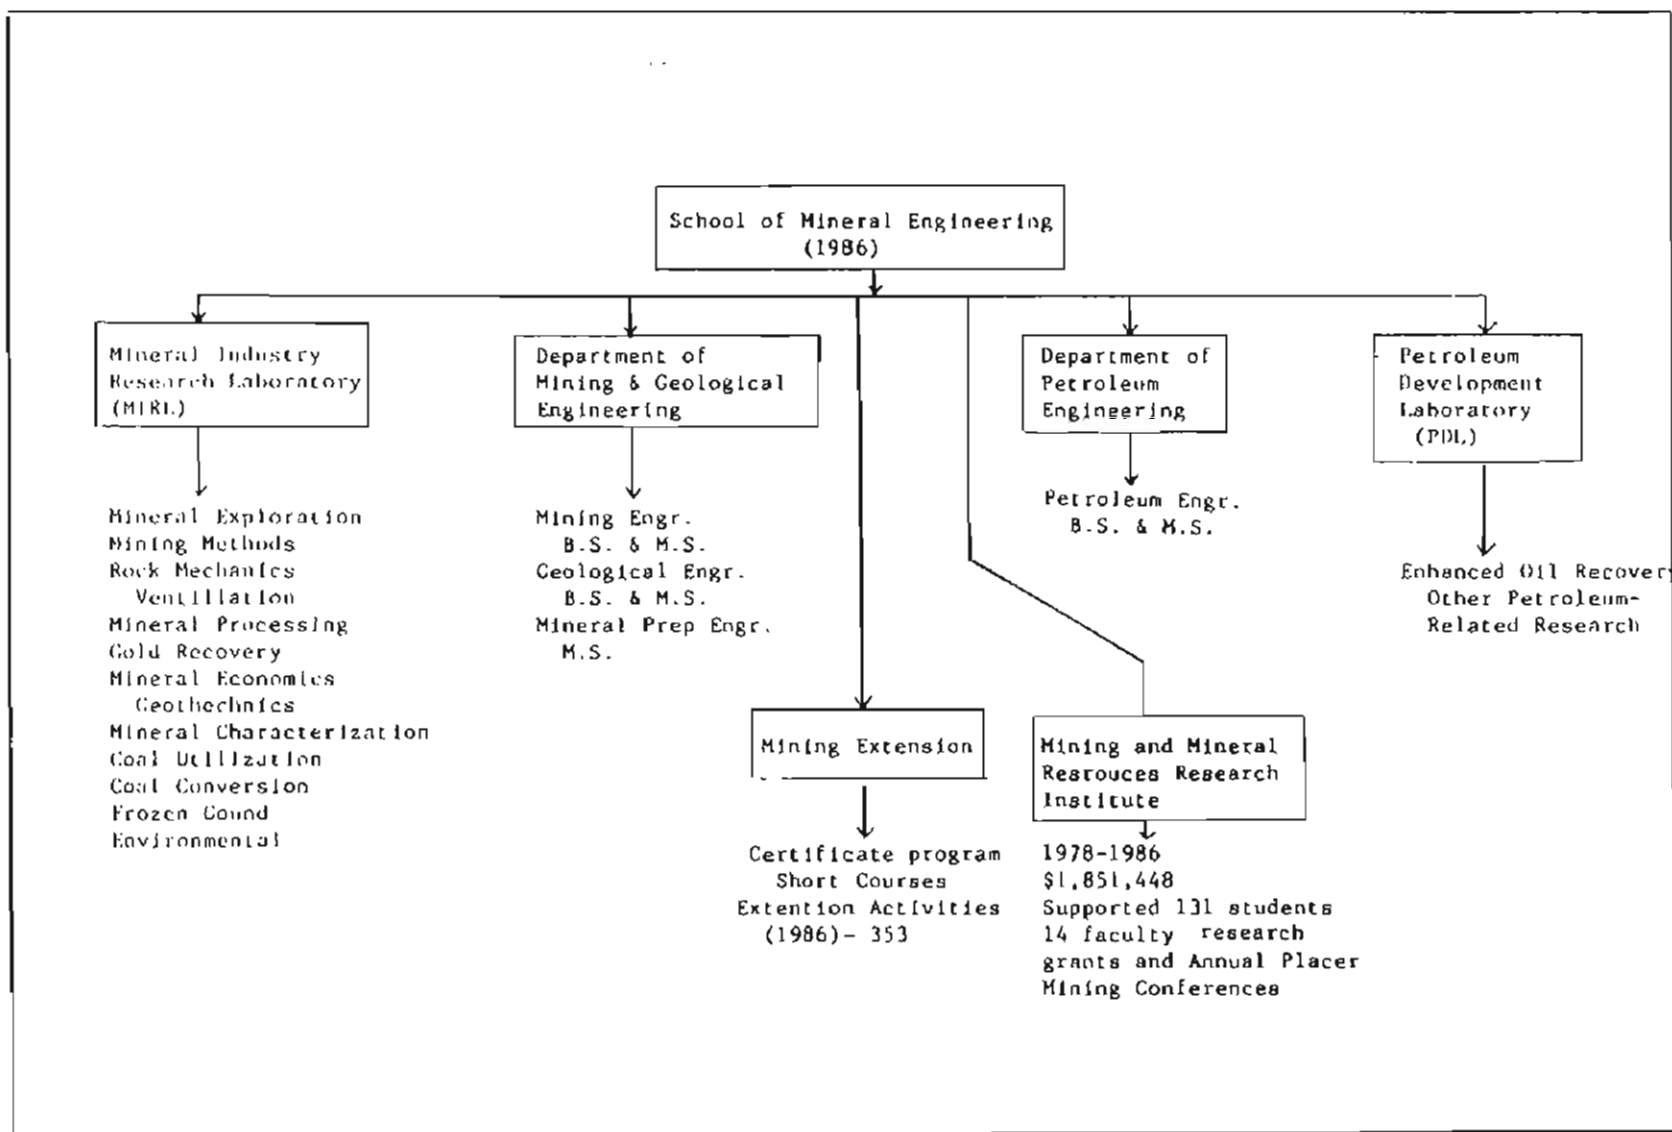 School of Mineral Engineering
(1986)
Mineral Industry
Research Laboratory
(MIRL)
Mineral Exploration
Mining Methods
Rock Mechanics
Ventillation
Mineral Processing
Gold Recovery
Mineral Economics
Geothechnics
Mineral Characterization
Coal Utilization
Coal Conversion
Frozen Gound
Environmental
Department of
Mining & Geological
Engineering
Mining Engr.
B.S. & M.S.
Geological Engr.
B.S. & M.S.
Mineral Prep Engr.
M.S.
Mining Extension
Certificate program
Short Courses
Extention Activities
(1986)- 353
Mining and Mineral
Resrouces Research
Institute
1978-1986
$1,851,448
Supported 131 students
14 faculty research
grants and Annual Placer
Mining Conferences
Department of
Petroleum
Engineering
Petroleum Engr.
B.S. & M.S.
Petroleum
Development
Laboratory
(PDL)
Enhanced Oil Recovery
Other Petroleum-
Related Research